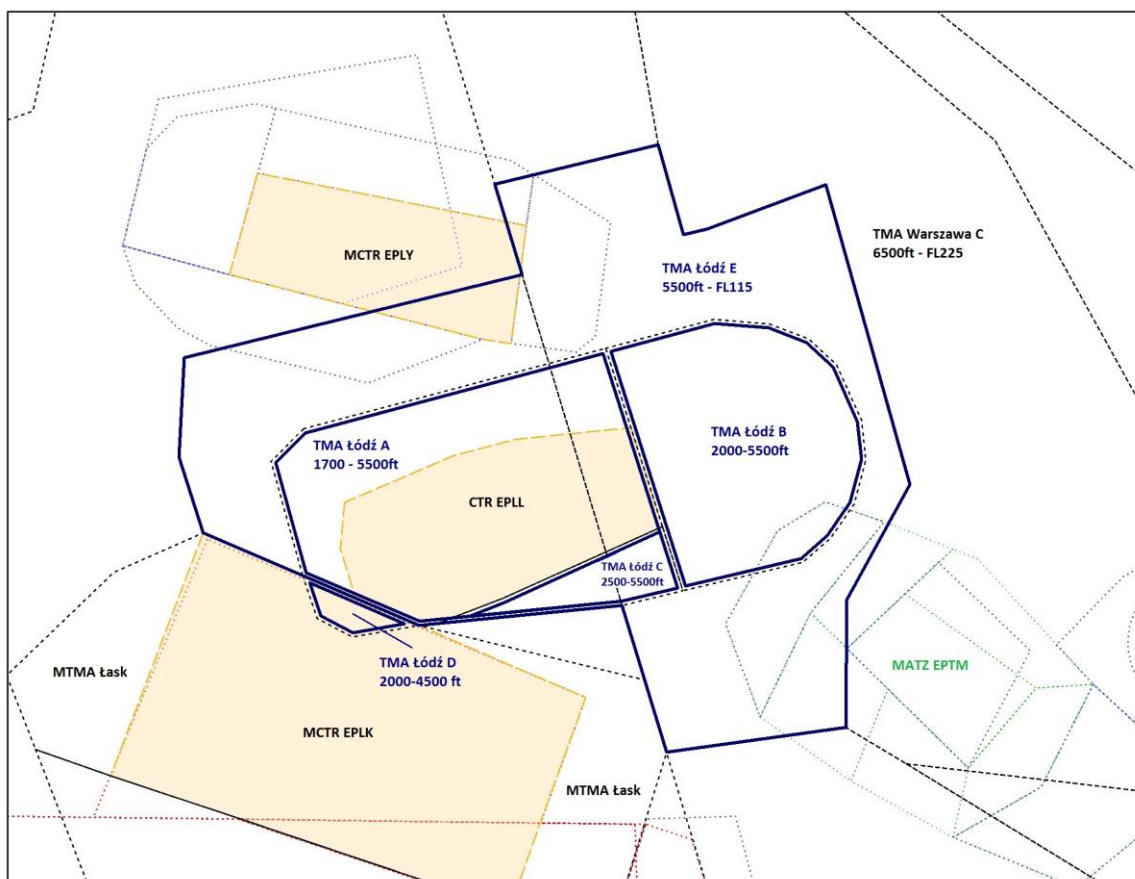 TMA Warszawa C
6500ft - FL225
MCTR EPLY
TMA Łódź E
5500ft - FL115
TMA Łódź A
1700 - 5500ft
TMA Łódź B
2000-5500ft
CTR EPLL
TMA Łódź C
2500-5500ft
TMA Łódź D
2000-4500 ft
MTMA Łask
MATZ EPTM
MCTR EPLK
MTMA Łask